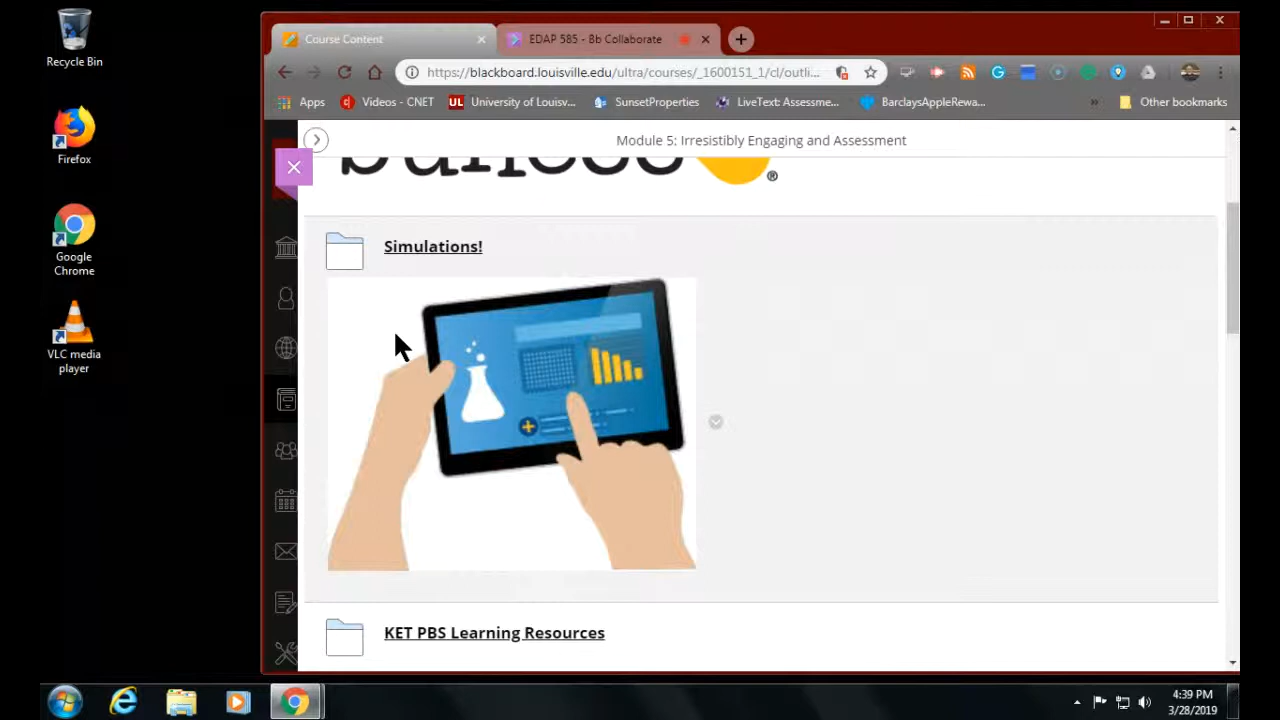 Recycle Bin
Firefox
Google
Chrome
VLC media
player
Course Content
EDAP 585 - Bb Collaborate
https://blackboard.louisville.edu/ultra/courses/_1600151_1/cl/outli...
Apps
Videos - CNET
UL University of Louisv...
SunsetProperties
LiveText: Assessme...
BarclaysAppleRewa...
»
Other bookmarks
Module 5: Irresistibly Engaging and Assessment
®
Simulations!
KET PBS Learning Resources
4:39 PM
3/28/2019